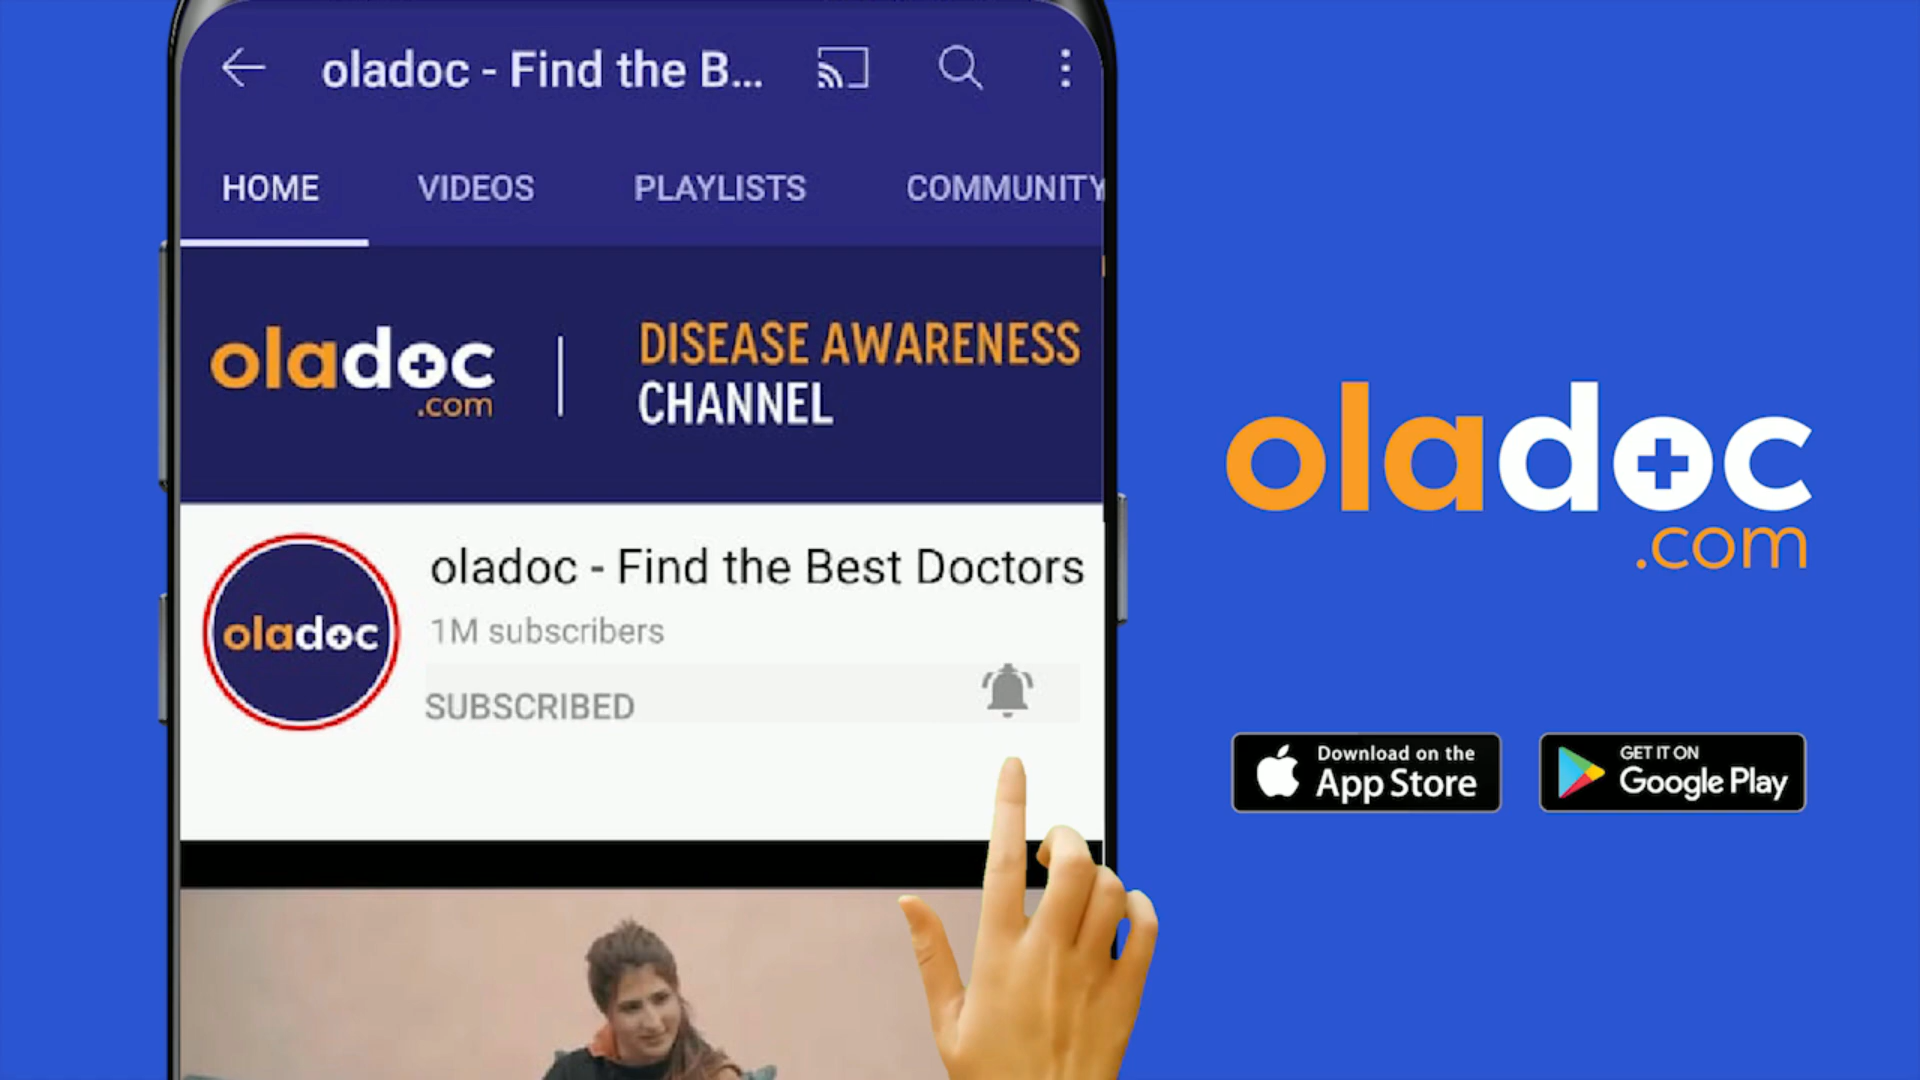 oladoc - Find the B...
HOME VIDEOS PLAYLISTS COMMUNITY
oladoc
.com
DISEASE AWARENESS
CHANNEL
oladoc
oladoc - Find the Best Doctors
1M subscribers
SUBSCRIBED
oladoc
.com
Download on the
App Store
GET IT ON
Google Play